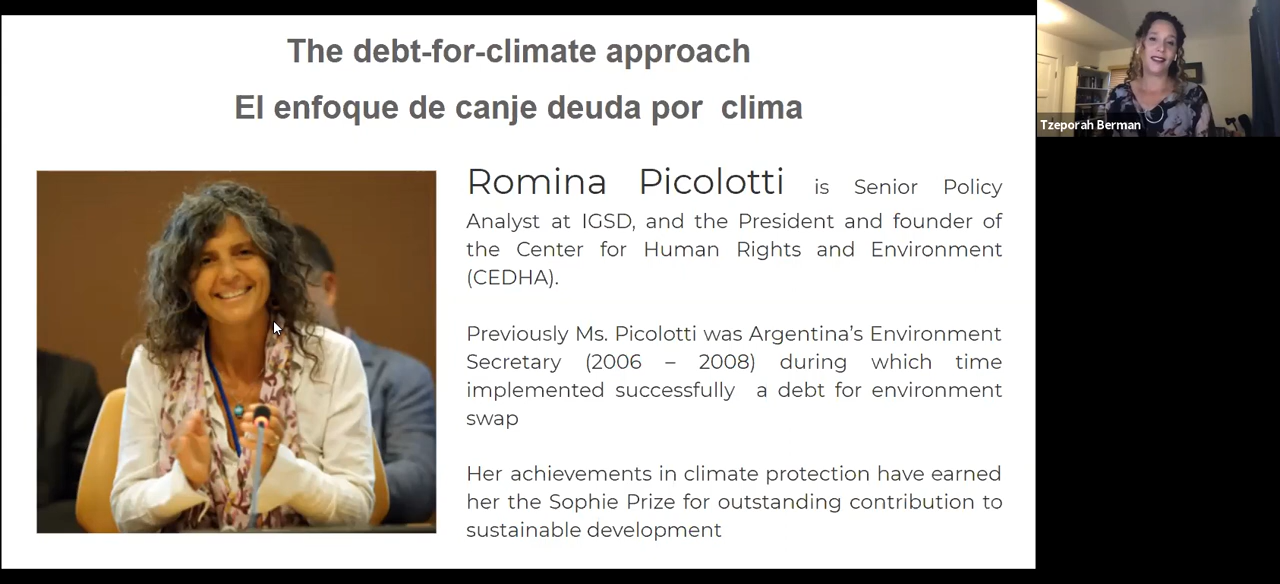 The debt-for-climate approach
El enfoque de canje deuda por clima
Romina Picolotti is Senior Policy
Analyst at IGSD, and the President and founder of
the Center for Human Rights and Environment
(CEDHA).
Previously Ms. Picolotti was Argentina’s Environment
Secretary (2006 – 2008) during which time
implemented successfully a debt for environment
swap
Her achievements in climate protection have earned
her the Sophie Prize for outstanding contribution to
sustainable development
Tzeporah Berman